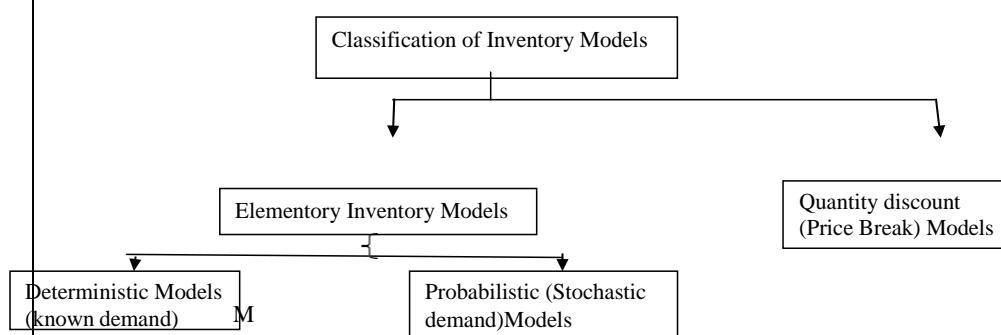 Classification of Inventory Models
Elementory Inventory Models
Quantity discount
(Price Break) Models
Deterministic Models
(known demand)
M
Probabilistic (Stochastic
demand)Models